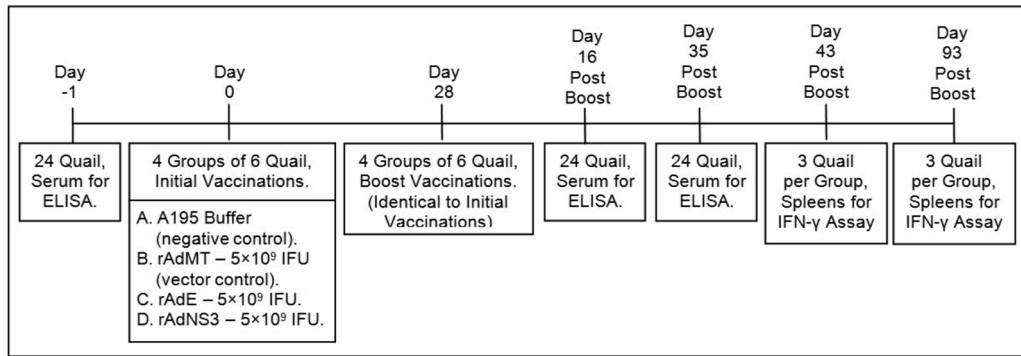 Day
-1
Day
0
Day
28
Day
16
Post
Boost
Day
35
Post
Boost
Day
43
Post
Boost
Day
93
Post
Boost
24 Quail,
Serum for
ELISA.
4 Groups of 6 Quail,
Initial Vaccinations.
A. A195 Buffer
(negative control).
B. rAdMT – 5×10⁹ IFU
(vector control).
C. rAdE – 5×10⁹ IFU.
D. rAdNS3 – 5×10⁹ IFU.
4 Groups of 6 Quail,
Boost Vaccinations.
(Identical to Initial
Vaccinations)
24 Quail,
Serum for
ELISA.
24 Quail,
Serum for
ELISA.
3 Quail
per Group,
Spleens for
IFN-γ Assay
3 Quail
per Group,
Spleens for
IFN-γ Assay